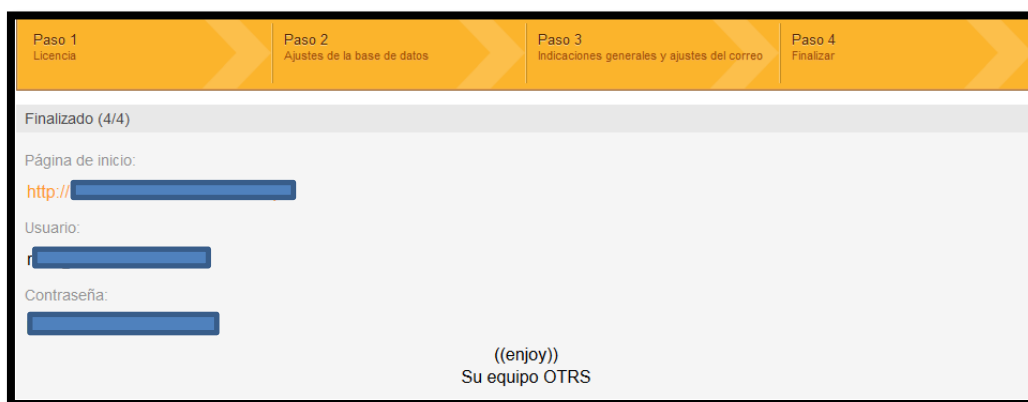 Paso 1
Licencia
Paso 2
Ajustes de la base de datos
Paso 3
Indicaciones generales y ajustes del correo
Paso 4
Finalizar
Finalizado (4/4)
Página de inicio:
http://
Usuario:
Contraseña:
((enjoy))
Su equipo OTRS